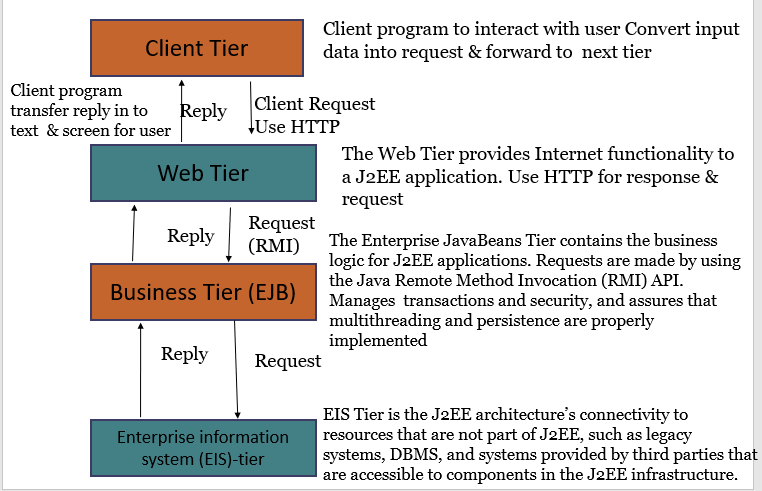 Client Tier
Client program to interact with user Convert input
data into request & forward to next tier
Client program
transfer reply in to
text & screen for user
Reply
Client Request
Use HTTP
Web Tier
The Web Tier provides Internet functionality to
a J2EE application. Use HTTP for response &
request
Reply
Request
(RMI)
Business Tier (EJB)
The Enterprise JavaBeans Tier contains the business
logic for J2EE applications. Requests are made by using
the Java Remote Method Invocation (RMI) API.
Manages transactions and security, and assures that
multithreading and persistence are properly
implemented
Reply
Request
Enterprise information
system (EIS)-tier
EIS Tier is the J2EE architecture’s connectivity to
resources that are not part of J2EE, such as legacy
systems, DBMS, and systems provided by third parties that
are accessible to components in the J2EE infrastructure.